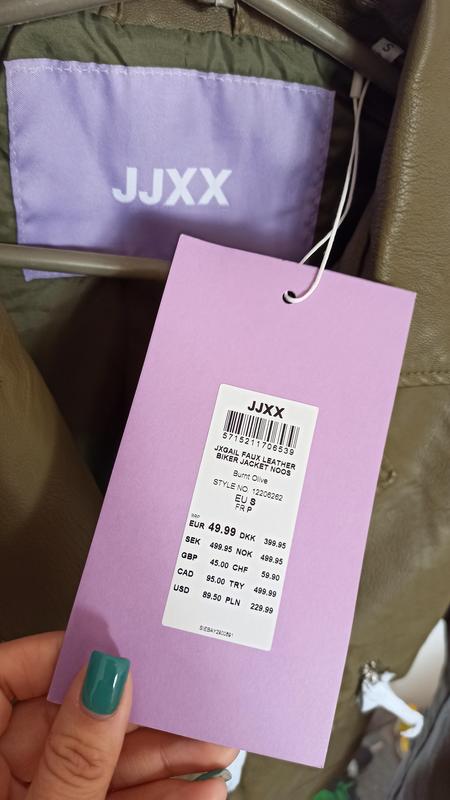 S
JJXX
JJXX
5715211706539
JXGAIL FAUX LEATHER
BIKER JACKET NOOS
Burnt Olive
STYLE NO. 12206262
EU S
FR P
RRP
EUR 49.99 DKK 399.95
SEK 499.95 NOK 499.95
GBP 45.00 CHF 59.90
CAD 95.00 TRY 499.99
USD 89.50 PLN 229.99